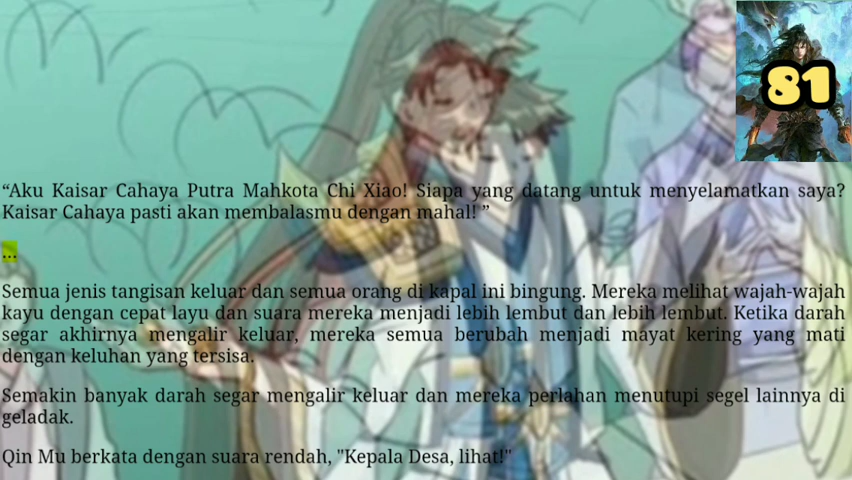 81
“Aku Kaisar Cahaya Putra Mahkota Chi Xiao! Siapa yang datang untuk menyelamatkan saya?
Kaisar Cahaya pasti akan membalasmu dengan mahal! ”
...
Semua jenis tangisan keluar dan semua orang di kapal ini bingung. Mereka melihat wajah-wajah
kayu dengan cepat layu dan suara mereka menjadi lebih lembut dan lebih lembut. Ketika darah
segar akhirnya mengalir keluar, mereka semua berubah menjadi mayat kering yang mati
dengan keluhan yang tersisa.
Semakin banyak darah segar mengalir keluar dan mereka perlahan menutupi segel lainnya di
geladak.
Qin Mu berkata dengan suara rendah, "Kepala Desa, lihat!"